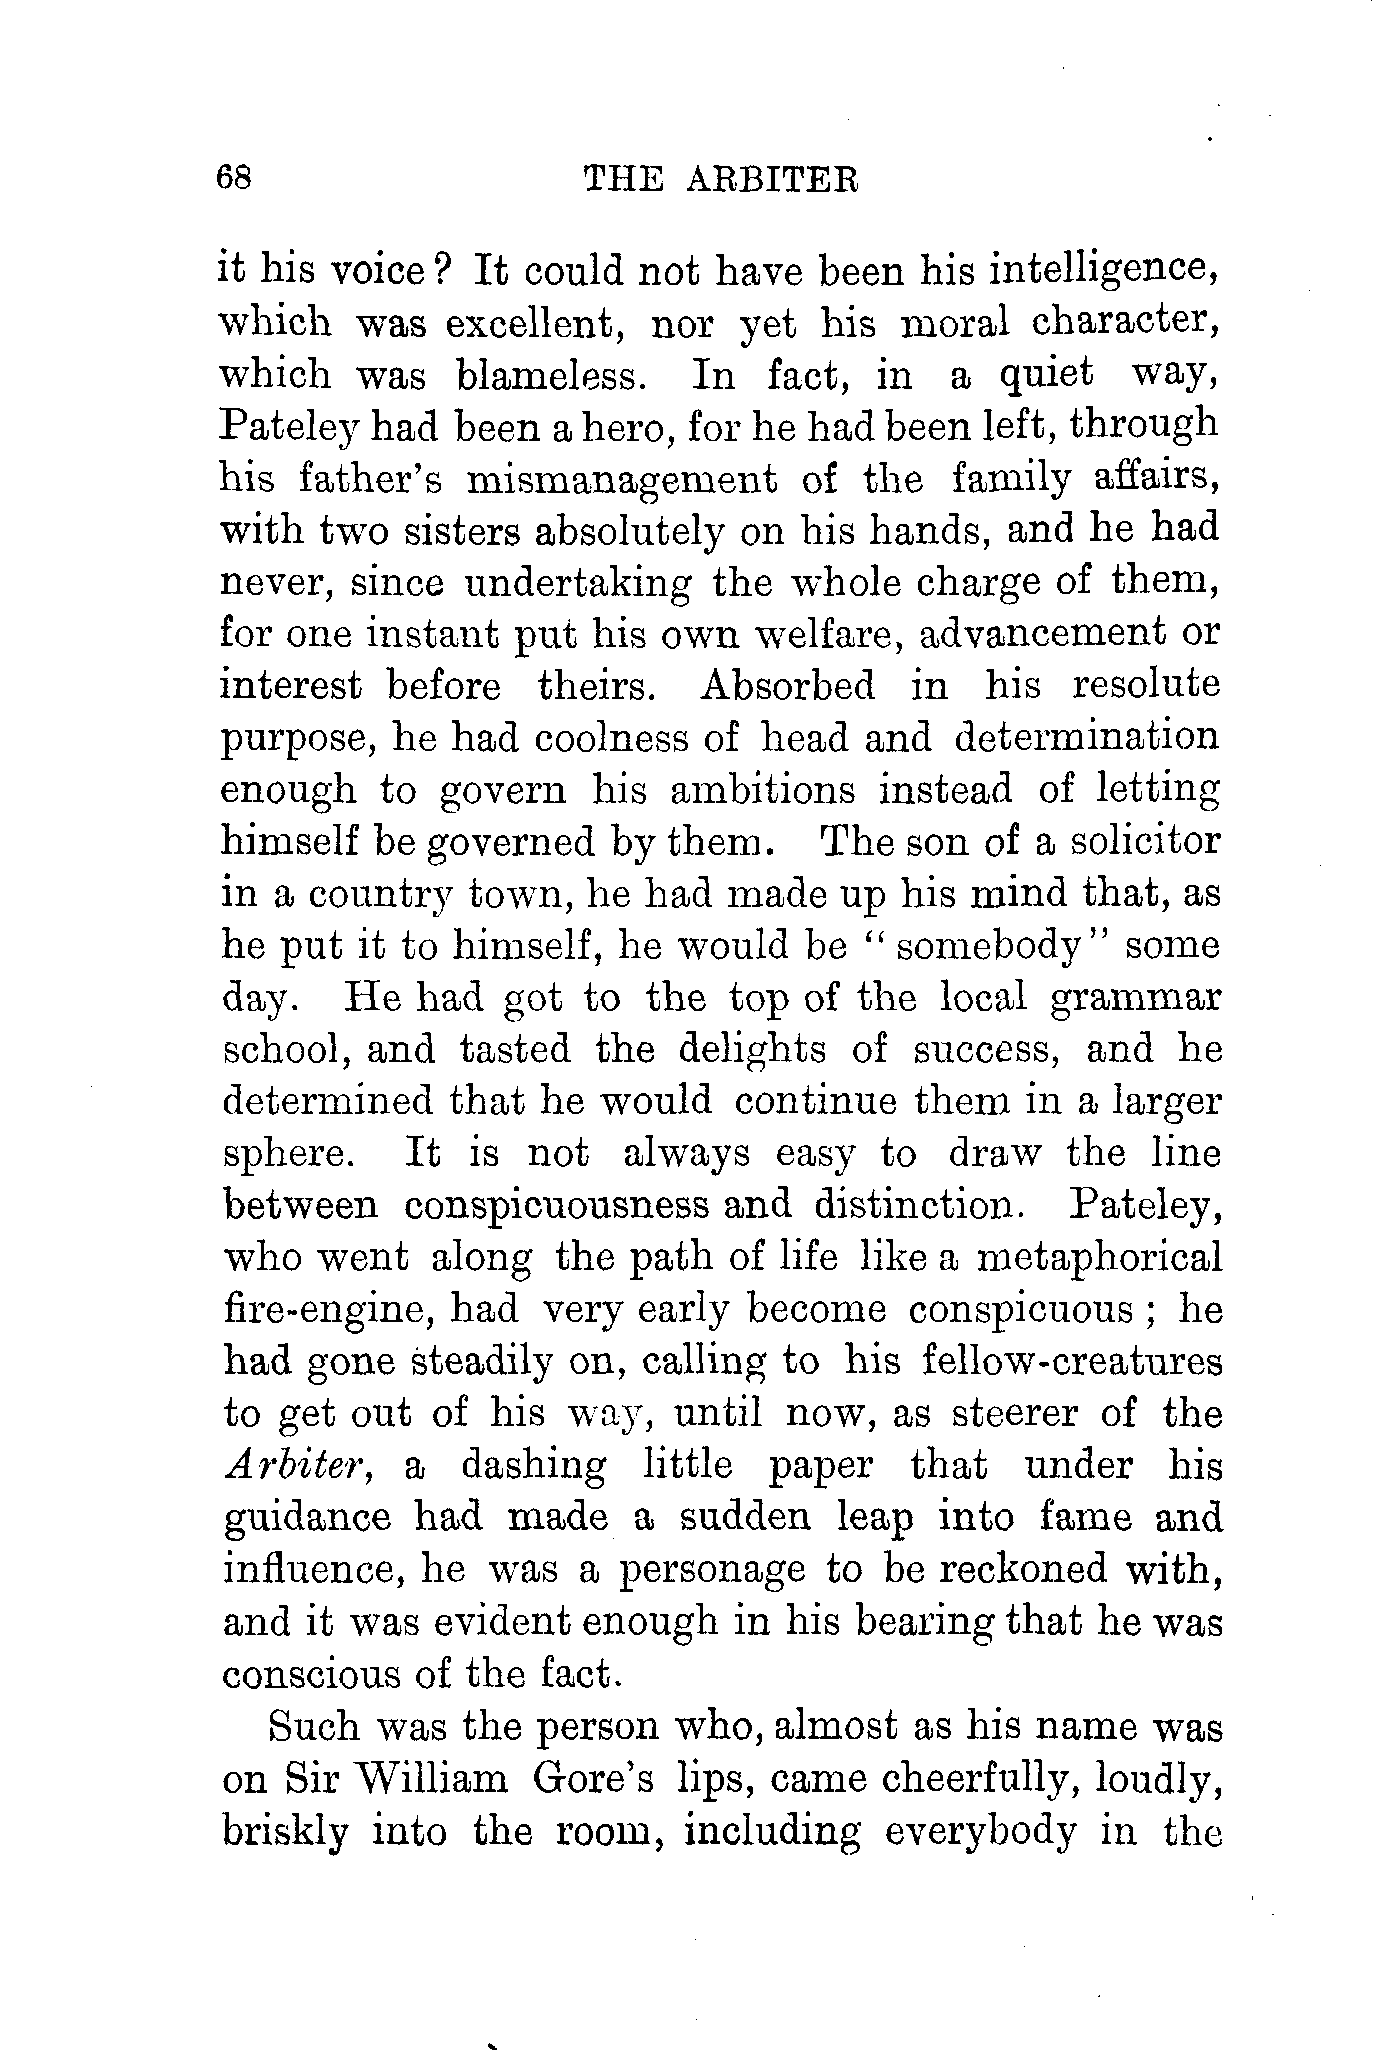 68 THE ARBITER
it his voice? It could not have been his intelligence,
which was excellent, nor yet his moral character,
which was blameless. In fact, in a quiet way,
Pateley had been a hero, for he had been left, through
his father's mismanagement of the family affairs,
with two sisters absolutely on his hands, and he had
never, since undertaking the whole charge of them,
for one instant put his own welfare, advancement or
interest before theirs. Absorbed in his resolute
purpose, he had coolness of head and determination
enough to govern his ambitions instead of letting
himself be governed by them. The son of a solicitor
in a country town, he had made up his mind that, as
he put it to himself, he would be "somebody" some
day. He had got to the top of the local grammar
school, and tasted the delights of success, and he
determined that he would continue them in a larger
sphere. It is not always easy to draw the line
between conspicuousness and distinction. Pateley,
who went along the path of life like a metaphorical
fire-engine, had very early become conspicuous; he
had gone steadily on, calling to his fellow-creatures
to get out of his way, until now, as steerer of the
Arbiter, a dashing little paper that under his
guidance had made a sudden leap into fame and
influence, he was a personage to be reckoned with,
and it was evident enough in his bearing that he was
conscious of the fact.
Such was the person who, almost as his name was
on Sir William Gore's lips, came cheerfully, loudly,
briskly into the room, including everybody in the